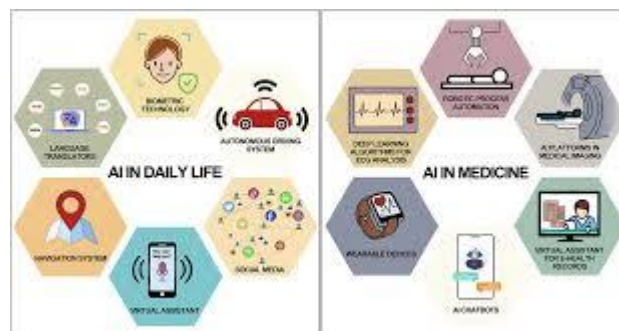 BIOMETRIC
TECHNOLOGY
LANGUAGE
TRANSLATORS
AUTONOMOUS DRIVING
SYSTEM
AI IN DAILY LIFE
NAVIGATION SYSTEM
SOCIAL MEDIA
VIRTUAL ASSISTANT
ROBOTIC PROCESS
AUTOMATION
DEEP LEARNING
ALGORITHMS FOR
ECG ANALYSIS
AI PLATFORMS IN
MEDICAL IMAGING
AI IN MEDICINE
WEARABLE DEVICES
VIRTUAL ASSISTANT
FOR E-HEALTH
RECORDS
AI CHATBOTS